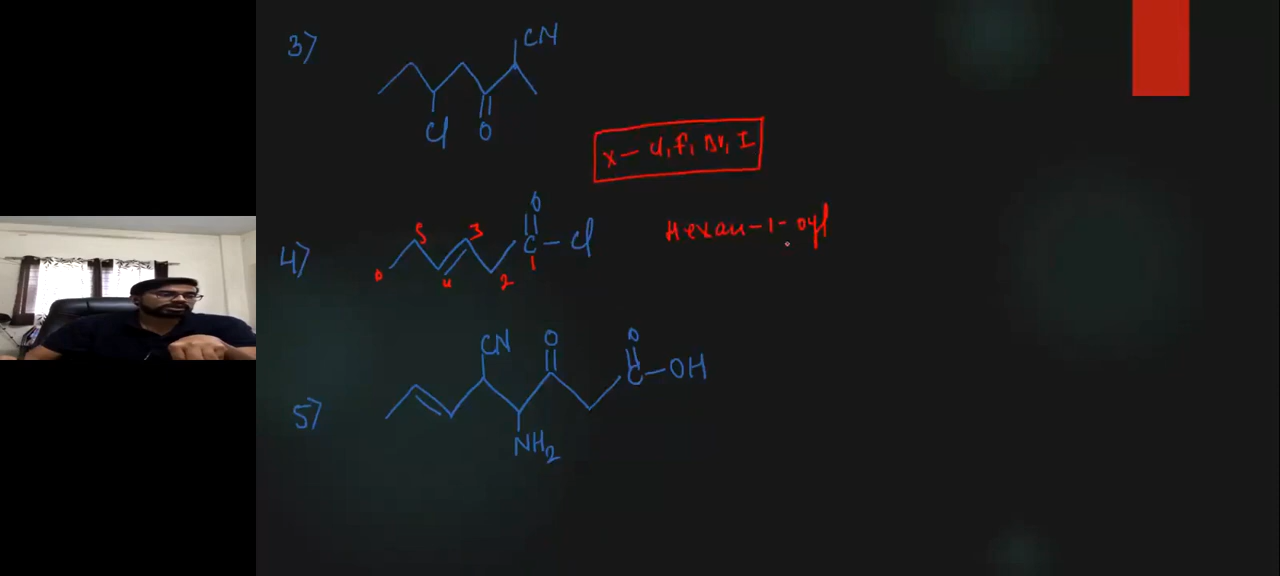 3)
CN
Cl
O
X — Cl, F, Br, I
4)
O
C — Cl
1
2
3
4
5
6
Hexan-1-oyl
5)
CN
O
O
C — OH
NH2